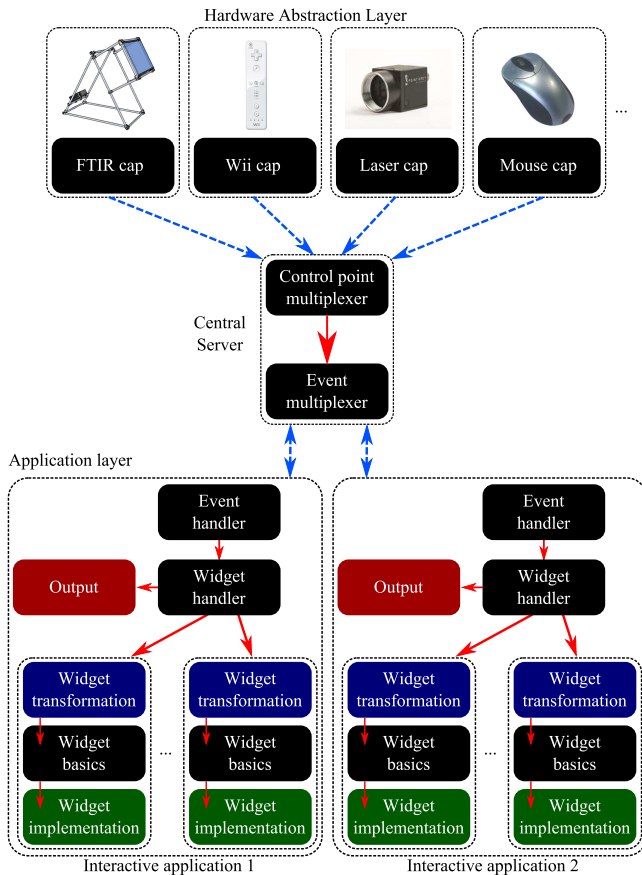 Hardware Abstraction Layer
FTIR cap
Wii cap
Laser cap
Mouse cap
...
Control point
multiplexer
Central
Server
Event
multiplexer
Application layer
Event
handler
Output
Widget
handler
Widget
transformation
Widget
transformation
Widget
basics
...
Widget
basics
Widget
implementation
Widget
implementation
Interactive application 1
Event
handler
Output
Widget
handler
Widget
transformation
Widget
transformation
Widget
basics
...
Widget
basics
Widget
implementation
Widget
implementation
Interactive application 2